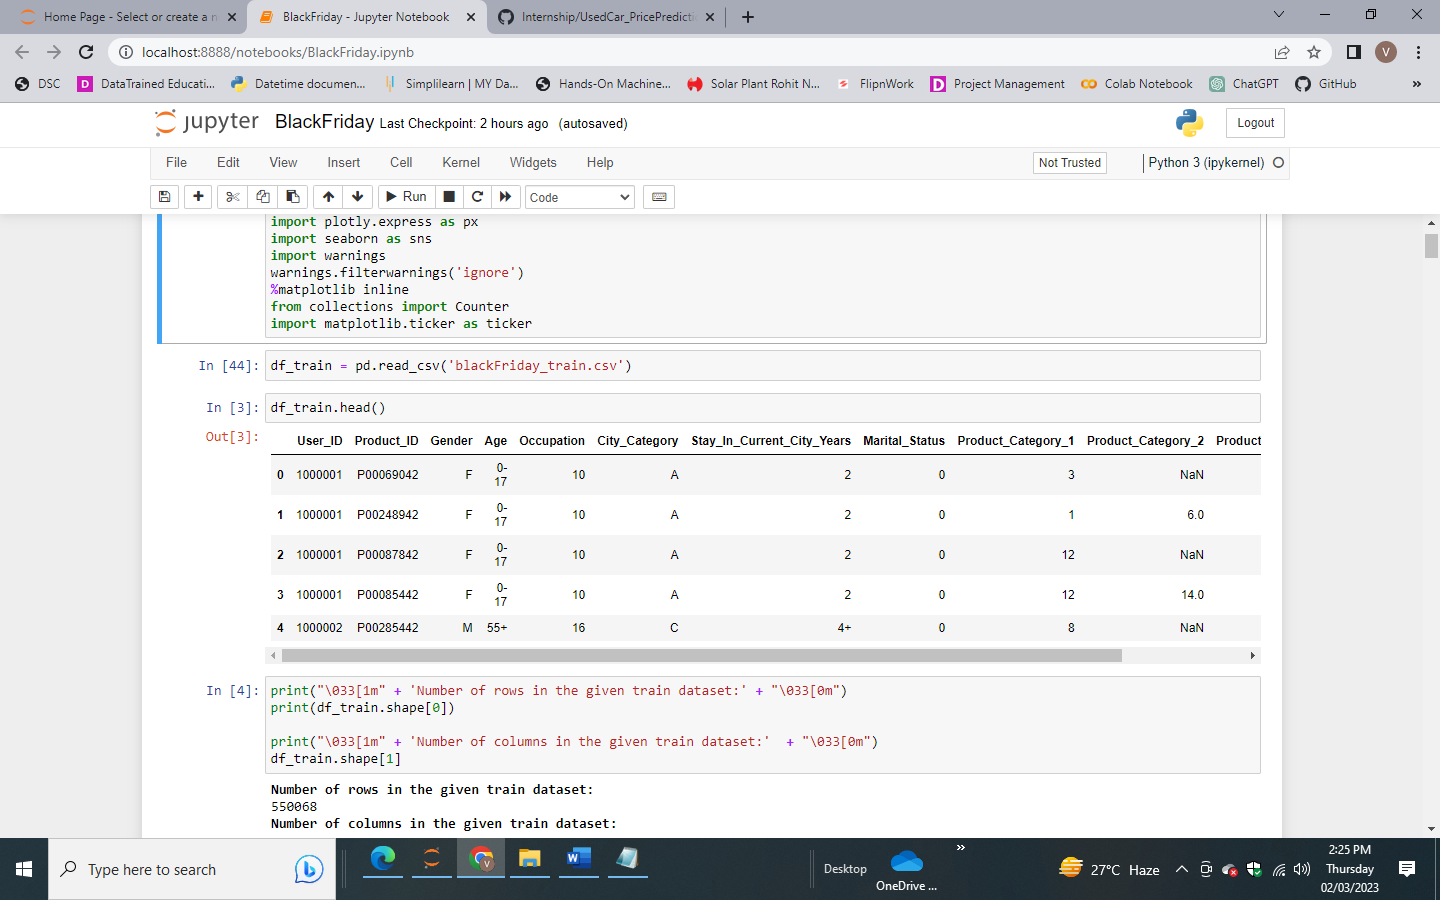 Home Page - Select or create a n
BlackFriday - Jupyter Notebook
Internship/UsedCar_PricePredicti
localhost:8888/notebooks/BlackFriday.ipynb
V
DSC
DataTrained Educati...
Datetime documen...
Simplilearn | MY Da...
Hands-On Machine...
Solar Plant Rohit N...
FlipnWork
Project Management
Colab Notebook
ChatGPT
GitHub
»
jupyter BlackFriday Last Checkpoint: 2 hours ago (autosaved)
Logout
File Edit View Insert Cell Kernel Widgets Help
Not Trusted
Python 3 (ipykernel)
Run
Code
import plotly.express as px
import seaborn as sns
import warnings
warnings.filterwarnings('ignore')
%matplotlib inline
from collections import Counter
import matplotlib.ticker as ticker
In [44]: df_train = pd.read_csv('blackFriday_train.csv')
In [3]: df_train.head()
Out[3]:
User_ID Product_ID Gender Age Occupation City_Category Stay_In_Current_City_Years Marital_Status Product_Category_1 Product_Category_2 Product
0 1000001 P00069042 F 0-17 10 A 2 0 3 NaN
1 1000001 P00248942 F 0-17 10 A 2 0 1 6.0
2 1000001 P00087842 F 0-17 10 A 2 0 12 NaN
3 1000001 P00085442 F 0-17 10 A 2 0 12 14.0
4 1000002 P00285442 M 55+ 16 C 4+ 0 8 NaN
In [4]: print("\033[1m" + 'Number of rows in the given train dataset:' + "\033[0m")
print(df_train.shape[0])
print("\033[1m" + 'Number of columns in the given train dataset:'  + "\033[0m")
df_train.shape[1]
Number of rows in the given train dataset:
550068
Number of columns in the given train dataset:
Type here to search
Desktop
OneDrive ...
»
27°C Haze
2:25 PM
Thursday
02/03/2023